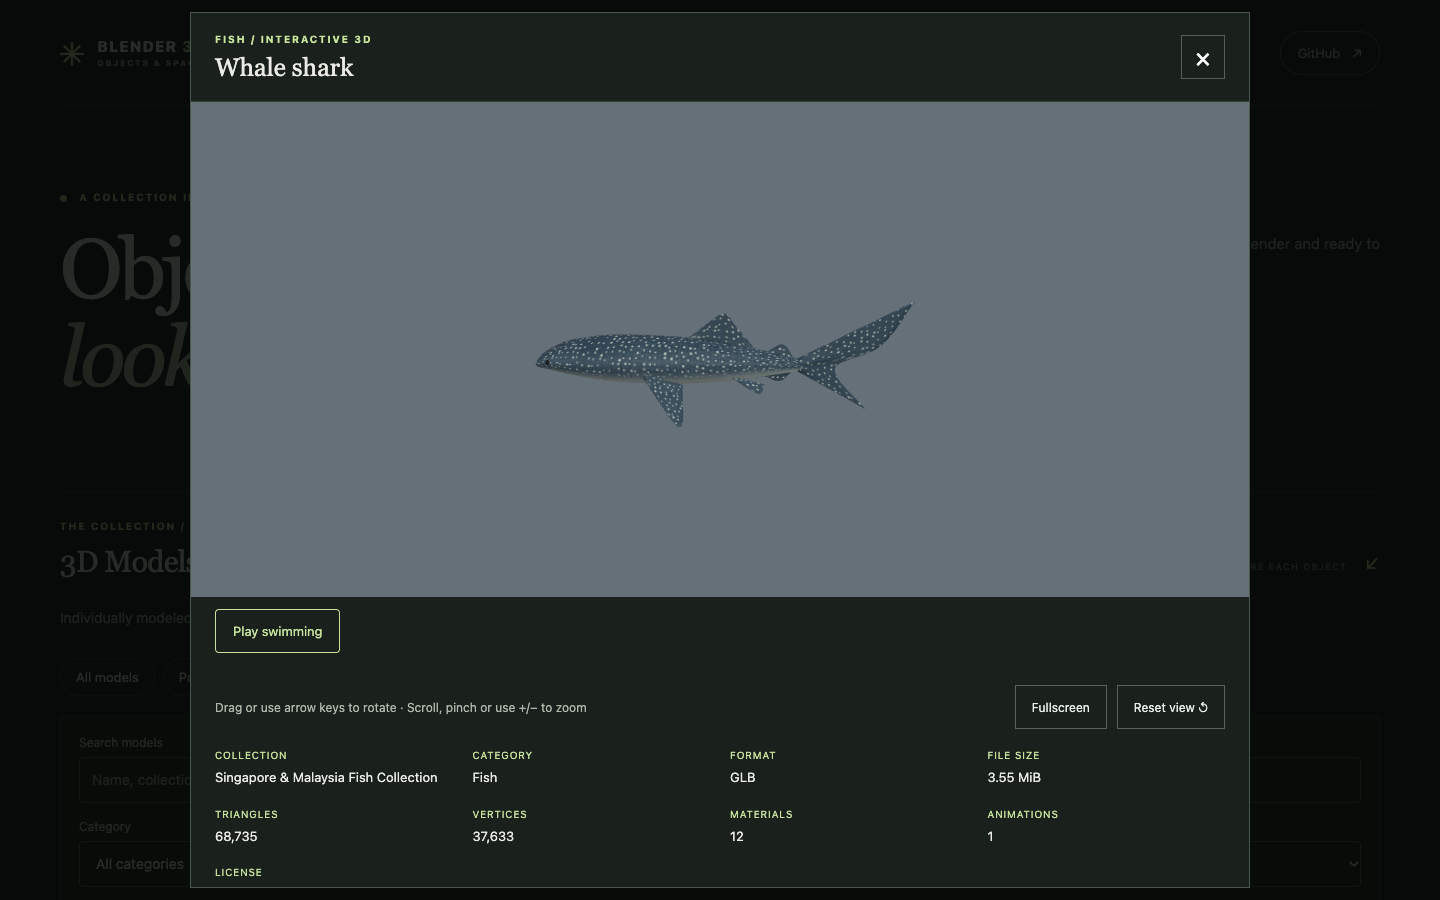 FISH / INTERACTIVE 3D
Whale shark
×
BLENDER 3
OBJECTS & SPA
GitHub ↗
A COLLECTION I
Obje
look
ender and ready to
THE COLLECTION /
3D Models
RE EACH OBJECT ↙
Individually modeled
All models
Pr
Search models
Name, collectio
Category
All categories
Play swimming
Drag or use arrow keys to rotate · Scroll, pinch or use +/− to zoom
Fullscreen
Reset view ↺
COLLECTION
Singapore & Malaysia Fish Collection
CATEGORY
Fish
FORMAT
GLB
FILE SIZE
3.55 MiB
TRIANGLES
68,735
VERTICES
37,633
MATERIALS
12
ANIMATIONS
1
LICENSE